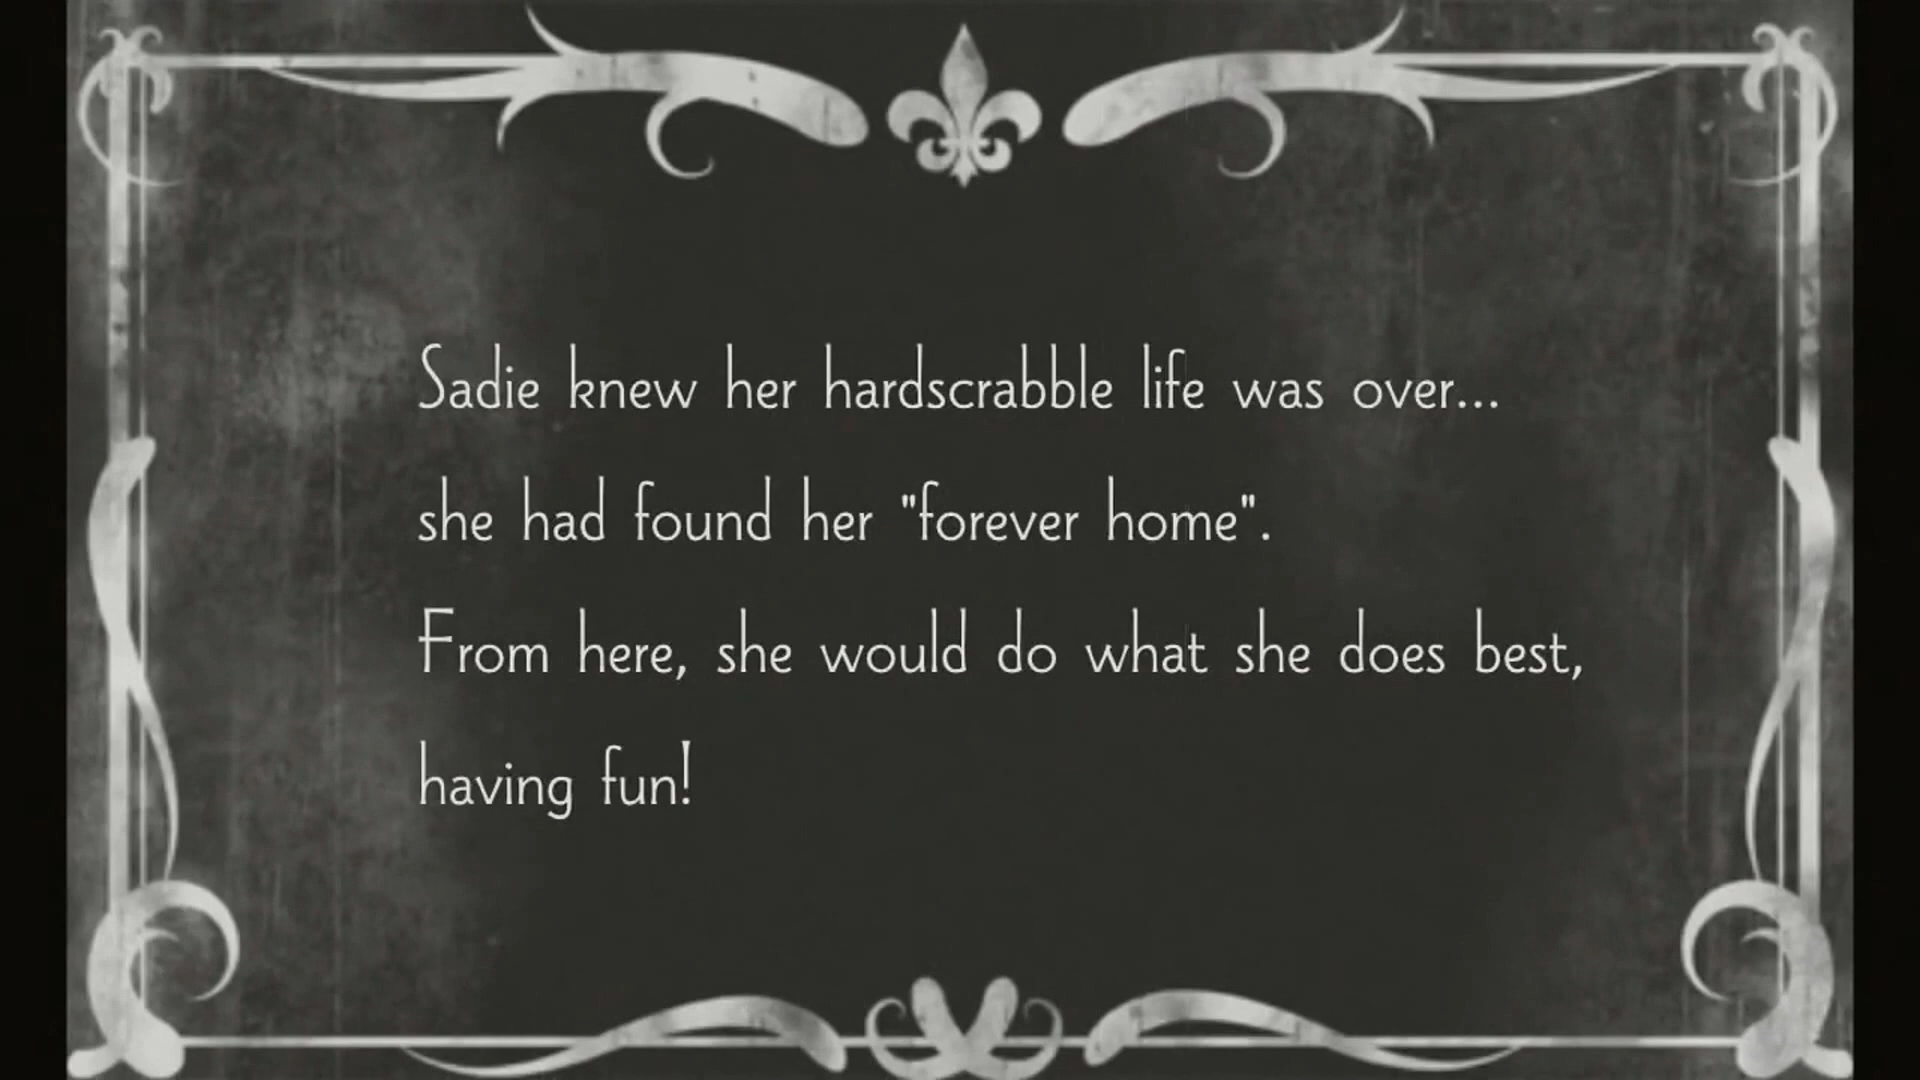 Sadie knew her hardscrabble life was over...
she had found her "forever home".
From here, she would do what she does best,
having fun!